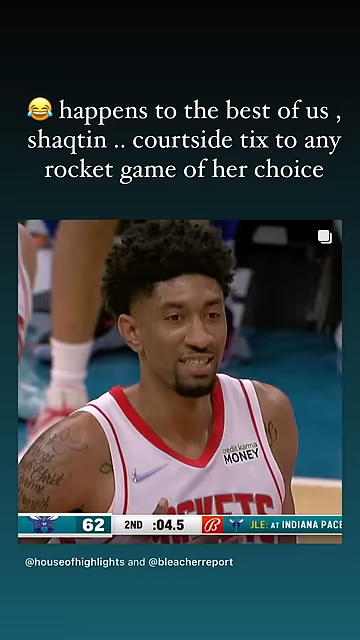 😂 happens to the best of us ,
shaqtin .. courtside tix to any
rocket game of her choice
credit karma
MONEY
ROCKETS
62 2ND :04.5 B JLE: AT INDIANA PACE
@houseofhighlights and @bleacherreport